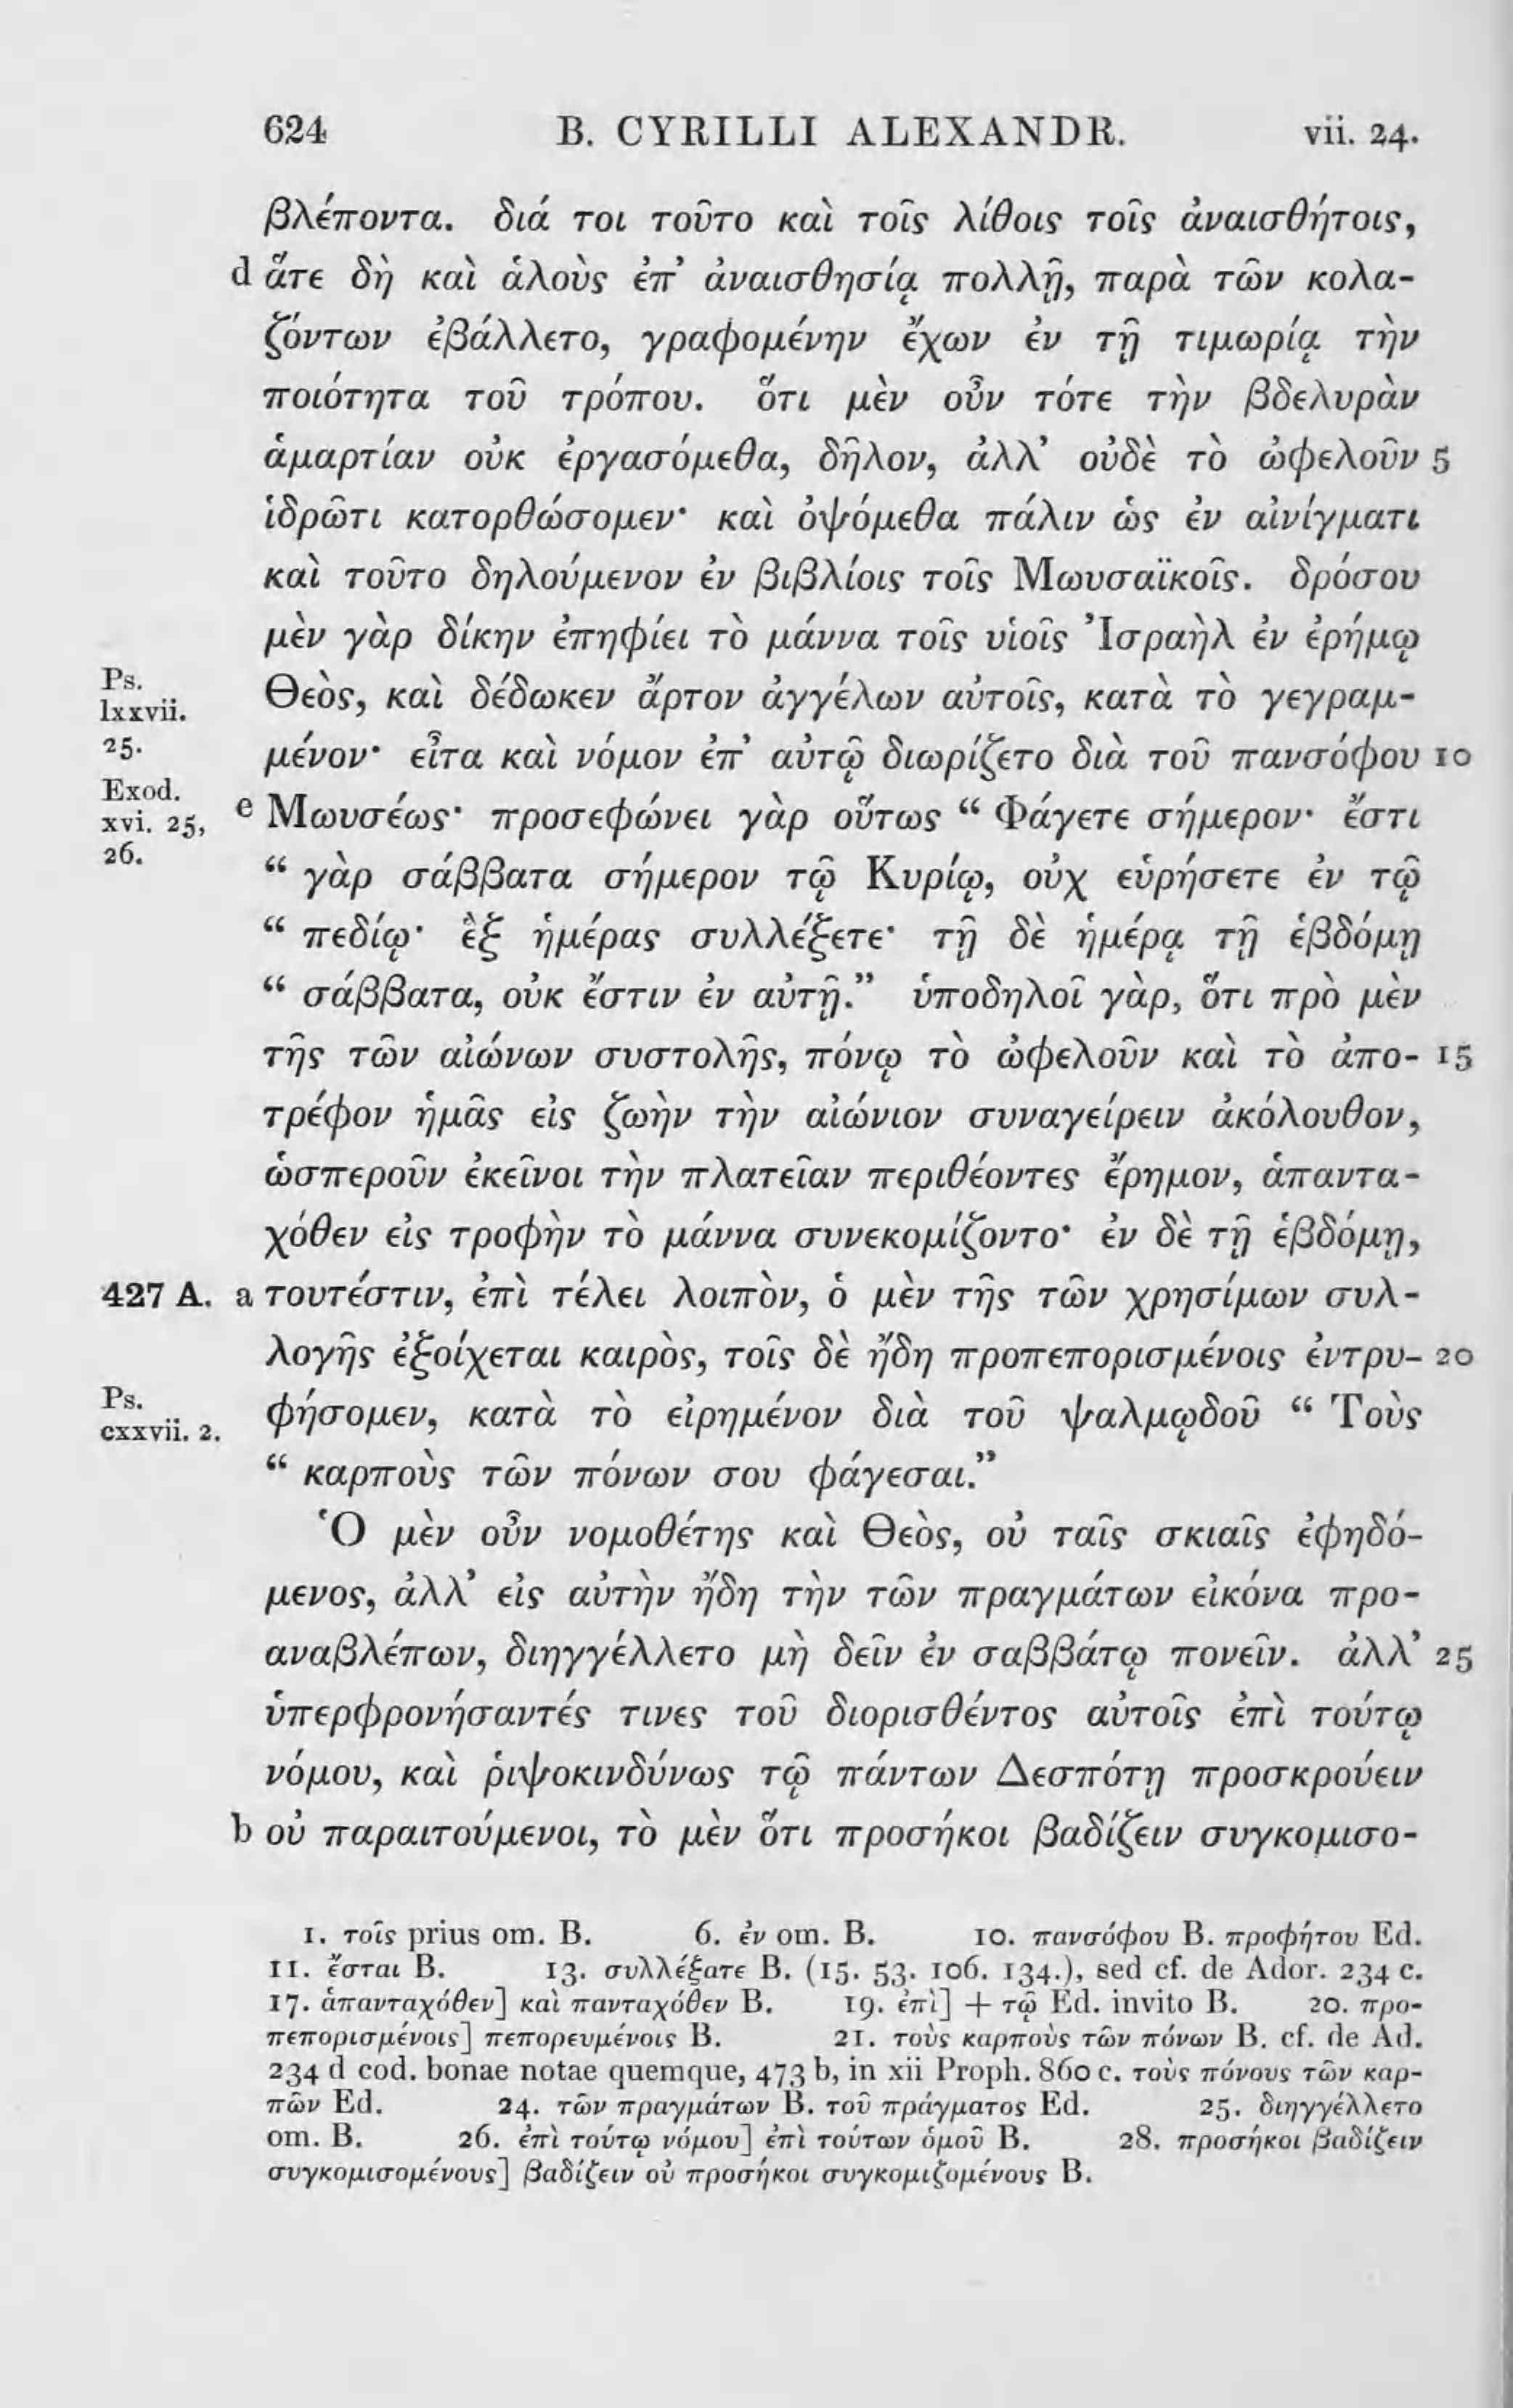 624 B. CYRILLI ALEXANDR. vii. 24.
βλέποντα. διά τοι τοῦτο καὶ τοῖς λίθοις τοῖς ἀναισθήτοις,
d ἅτε δὴ καὶ ἁλοὺς ἐπ’ ἀναισθησίᾳ πολλῇ, παρὰ τῶν κολα-
ζόντων ἐβάλλετο, γραφομένην ἔχων ἐν τῇ τιμωρίᾳ τὴν
ποιότητα τοῦ τρόπου. ὅτι μὲν οὖν τότε τὴν βδελυρὰν
ἁμαρτίαν οὐκ ἐργασόμεθα, δῆλον, ἀλλ’ οὐδὲ τὸ ὠφελοῦν 5
ἱδρῶτι κατορθώσομεν· καὶ ὀψόμεθα πάλιν ὡς ἐν αἰνίγματι
καὶ τοῦτο δηλούμενον ἐν βιβλίοις τοῖς Μωυσαϊκοῖς. δρόσου
μὲν γὰρ δίκην ἐπηφίει τὸ μάννα τοῖς υἱοῖς Ἰσραὴλ ἐν ἐρήμῳ
Ps. lxxvii. 25. Θεὸς, καὶ δέδωκεν ἄρτον ἀγγέλων αὐτοῖς, κατὰ τὸ γεγραμ-
μένον· εἶτα καὶ νόμον ἐπ’ αὐτῷ διωρίζετο διὰ τοῦ πανσόφου 10
Exod. xvi. 25, 26. e Μωυσέως· προσεφώνει γὰρ οὕτως “ Φάγετε σήμερον· ἔστι
“ γὰρ σάββατα σήμερον τῷ Κυρίῳ, οὐχ εὑρήσετε ἐν τῷ
“ πεδίῳ· ἓξ ἡμέρας συλλέξετε· τῇ δὲ ἡμέρᾳ τῇ ἑβδόμῃ
“ σάββατα, οὐκ ἔστιν ἐν αὐτῇ.” ὑποδηλοῖ γὰρ, ὅτι πρὸ μὲν
τῆς τῶν αἰώνων συστολῆς, πόνῳ τὸ ὠφελοῦν καὶ τὸ ἀπο- 15
τρέφον ἡμᾶς εἰς ζωὴν τὴν αἰώνιον συναγείρειν ἀκόλουθον,
ὡσπεροῦν ἐκεῖνοι τὴν πλατεῖαν περιθέοντες ἔρημον, ἁπαντα-
χόθεν εἰς τροφὴν τὸ μάννα συνεκομίζοντο· ἐν δὲ τῇ ἑβδόμῃ,
427 A. a τουτέστιν, ἐπὶ τέλει λοιπὸν, ὁ μὲν τῆς τῶν χρησίμων συλ-
λογῆς ἐξοίχεται καιρὸς, τοῖς δὲ ἤδη προπεπορισμένοις ἐντρυ- 20
Ps. cxxvii. 2. φήσομεν, κατὰ τὸ εἰρημένον διὰ τοῦ ψαλμῳδοῦ “ Τοὺς
“ καρποὺς τῶν πόνων σου φάγεσαι.”
Ὁ μὲν οὖν νομοθέτης καὶ Θεὸς, οὐ ταῖς σκιαῖς ἐφηδό-
μενος, ἀλλ’ εἰς αὐτὴν ἤδη τὴν τῶν πραγμάτων εἰκόνα προ-
αναβλέπων, διηγγέλλετο μὴ δεῖν ἐν σαββάτῳ πονεῖν. ἀλλ’ 25
ὑπερφρονήσαντές τινες τοῦ διορισθέντος αὐτοῖς ἐπὶ τούτῳ
νόμου, καὶ ῥιψοκινδύνως τῷ πάντων Δεσπότῃ προσκρούειν
b οὐ παραιτούμενοι, τὸ μὲν ὅτι προσήκοι βαδίζειν συγκομισο-
1. τοῖς prius om. B. 6. ἐν om. B. 10. πανσόφου B. προφήτου Ed.
11. ἔσται B. 13. συλλέξατε B. (15. 53. 106. 134.), sed cf. de Ador. 234 c.
17. ἁπανταχόθεν] καὶ πανταχόθεν B. 19. ἐπὶ] + τῷ Ed. invito B. 20. προ-
πεπορισμένοις] πεπορευμένοις B. 21. τοὺς καρποὺς τῶν πόνων B. cf. de Ad.
234 d cod. bonae notae quemque, 473 b, in xii Proph. 860 c. τοὺς πόνους τῶν καρ-
πῶν Ed. 24. τῶν πραγμάτων B. τοῦ πράγματος Ed. 25. διηγγέλλετο
om. B. 26. ἐπὶ τούτῳ νόμου] ἐπὶ τούτων ὁμοῦ B. 28. προσήκοι βαδίζειν
συγκομισομένους] βαδίζειν οὐ προσήκοι συγκομιζομένους B.